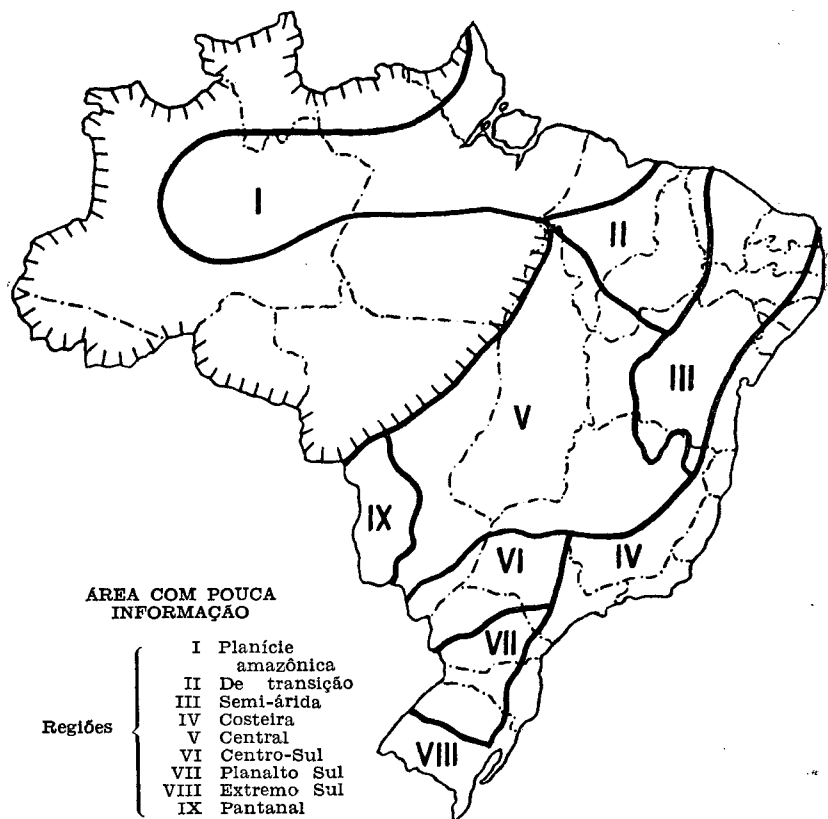 I
II
III
V
IX
VI
IV
VII
VIII
ÁREA COM POUCA
INFORMAÇÃO
Regiões
I Planície
amazônica
II De transição
III Semi-árida
IV Costeira
V Central
VI Centro-Sul
VII Planalto Sul
VIII Extremo Sul
IX Pantanal